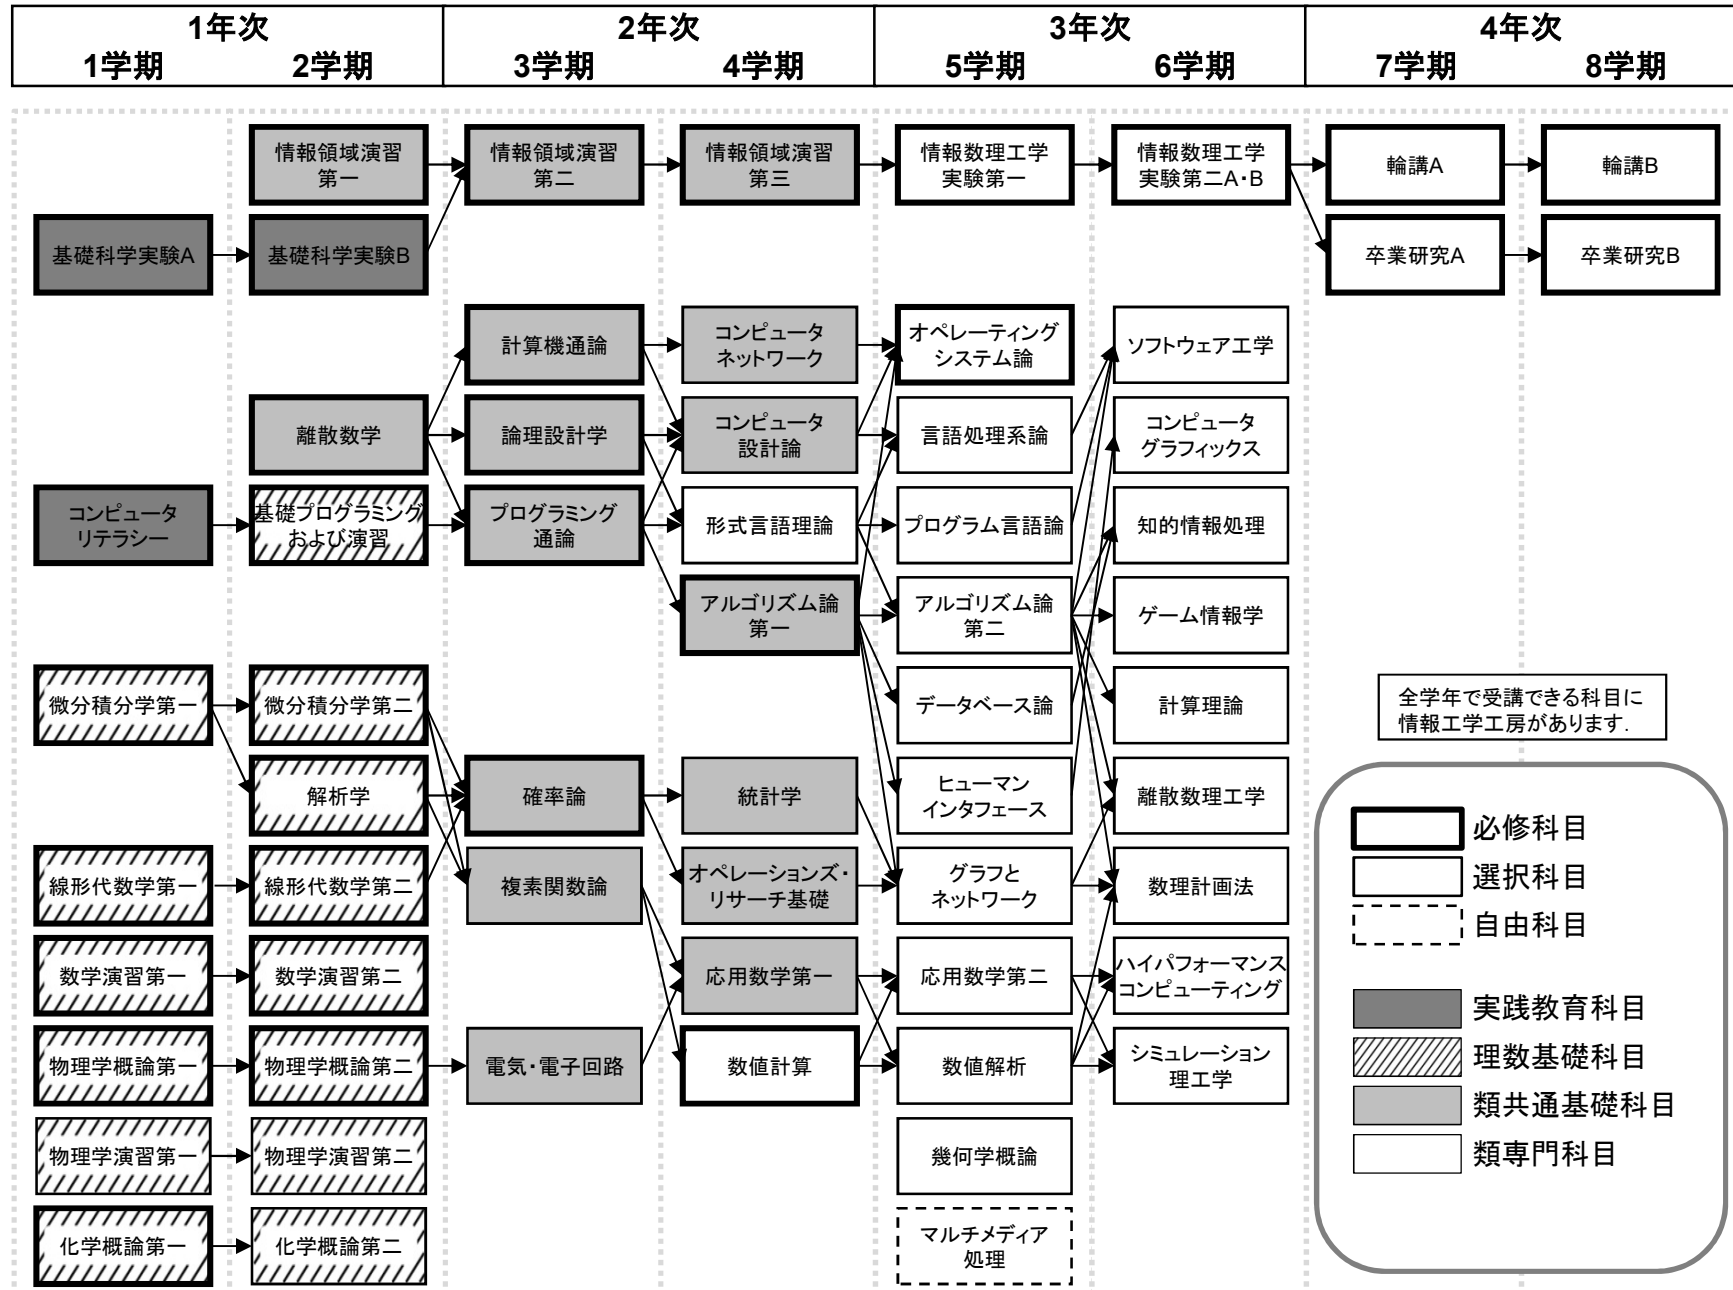 1年次
2年次
3年次
4年次
1学期
2学期
3学期
4学期
5学期
6学期
7学期
8学期
情報領域演習
第一
情報領域演習
第二
情報領域演習
第三
情報数理工学
実験第一
情報数理工学
実験第二A・B
輪講A
輪講B
基礎科学実験A
基礎科学実験B
卒業研究A
卒業研究B
計算機通論
コンピュータ
ネットワーク
オペレーティング
システム論
ソフトウェア工学
離散数学
論理設計学
コンピュータ
設計論
言語処理系論
コンピュータ
グラフィックス
コンピュータ
リテラシー
基礎プログラミング
および演習
プログラミング
通論
形式言語理論
プログラム言語論
知的情報処理
アルゴリズム論
第一
アルゴリズム論
第二
ゲーム情報学
微分積分学第一
微分積分学第二
データベース論
計算理論
解析学
確率論
統計学
ヒューマン
インタフェース
離散数理工学
線形代数学第一
線形代数学第二
複素関数論
オペレーションズ・
リサーチ基礎
グラフと
ネットワーク
数理計画法
数学演習第一
数学演習第二
応用数学第一
応用数学第二
ハイパフォーマンス
コンピューティング
物理学概論第一
物理学概論第二
電気・電子回路
数値計算
数値解析
シミュレーション
理工学
物理学演習第一
物理学演習第二
幾何学概論
化学概論第一
化学概論第二
マルチメディア
処理
全学年で受講できる科目に
情報工学工房があります.
必修科目
選択科目
自由科目
実践教育科目
理数基礎科目
類共通基礎科目
類専門科目